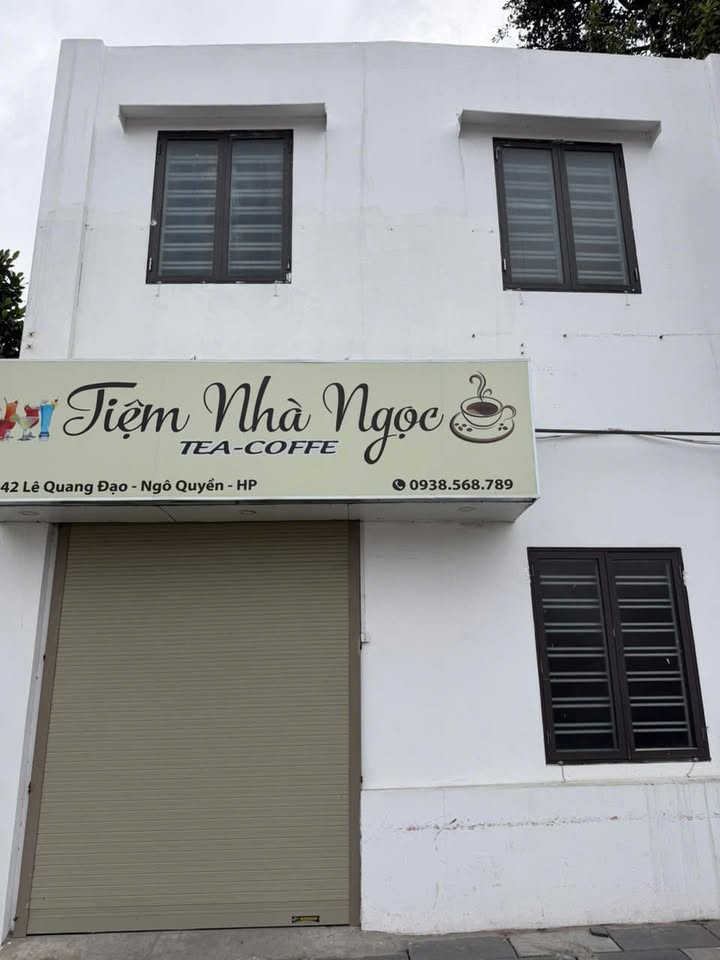 Tiệm Nhà Ngọc
TEA-COFFE
42 Lê Quang Đạo - Ngô Quyền - HP
0938.568.789